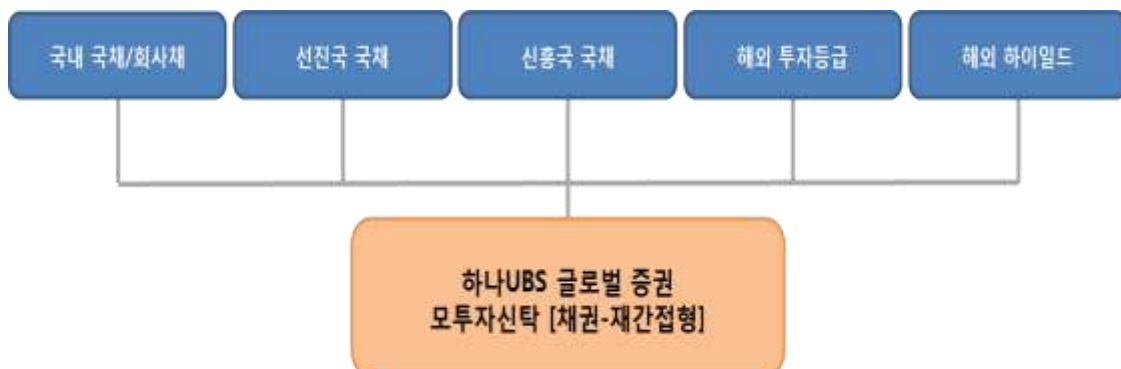 국내 국채/회사채
선진국 국채
신흥국 국채
해외 투자등급
해외 하이일드
하나UBS 글로벌 증권
모투자신탁 [채권-재간접형]